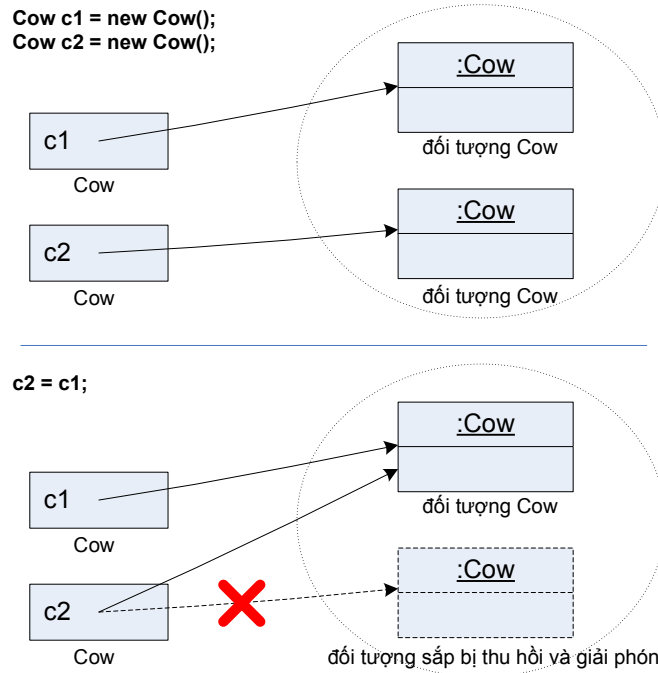 Cow c1 = new Cow();
Cow c2 = new Cow();
:Cow
c1
đối tượng Cow
Cow
:Cow
c2
đối tượng Cow
Cow
c2 = c1;
:Cow
c1
đối tượng Cow
Cow
:Cow
c2
Cow
đối tượng sắp bị thu hồi và giải phón